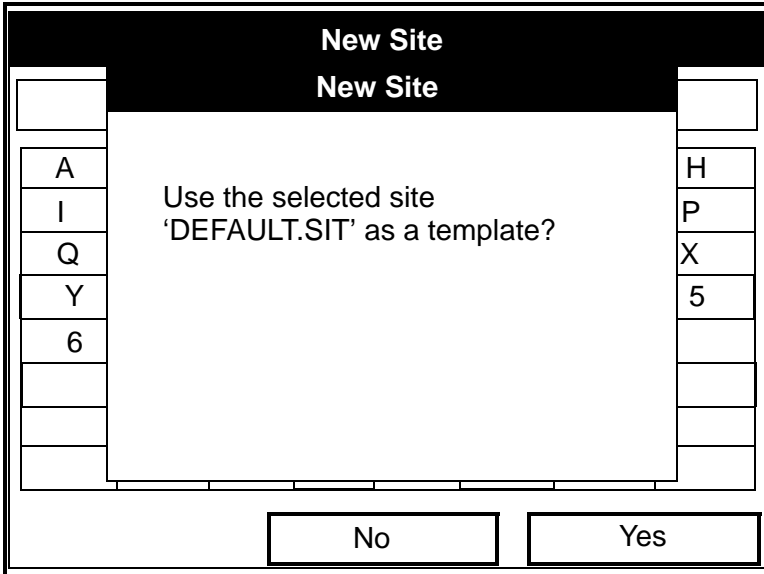 New Site
New Site
Use the selected site
‘DEFAULT.SIT’ as a template?
A H
I P
Q X
Y 5
6
No Yes